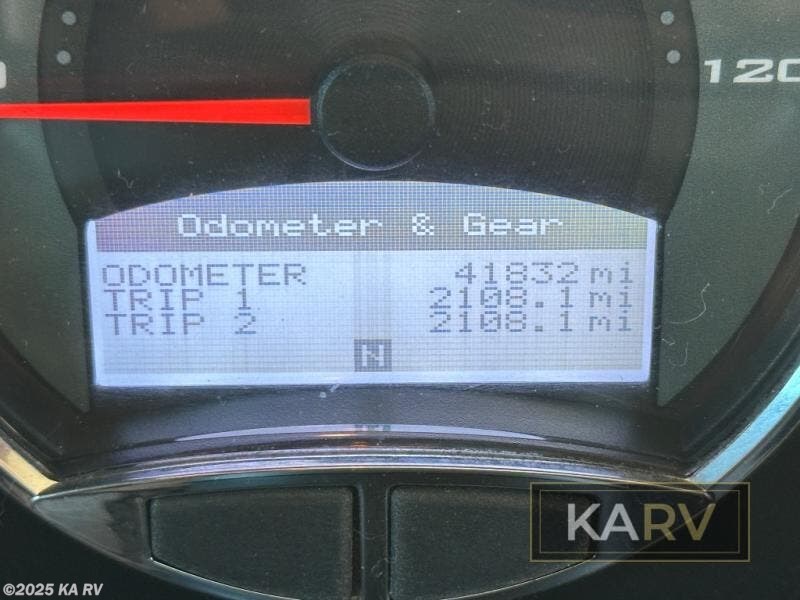 120
Odometer & Gear
ODOMETER 41832 mi
TRIP 1 2108.1 mi
TRIP 2 2108.1 mi
N
KARV
©2025 KA RV